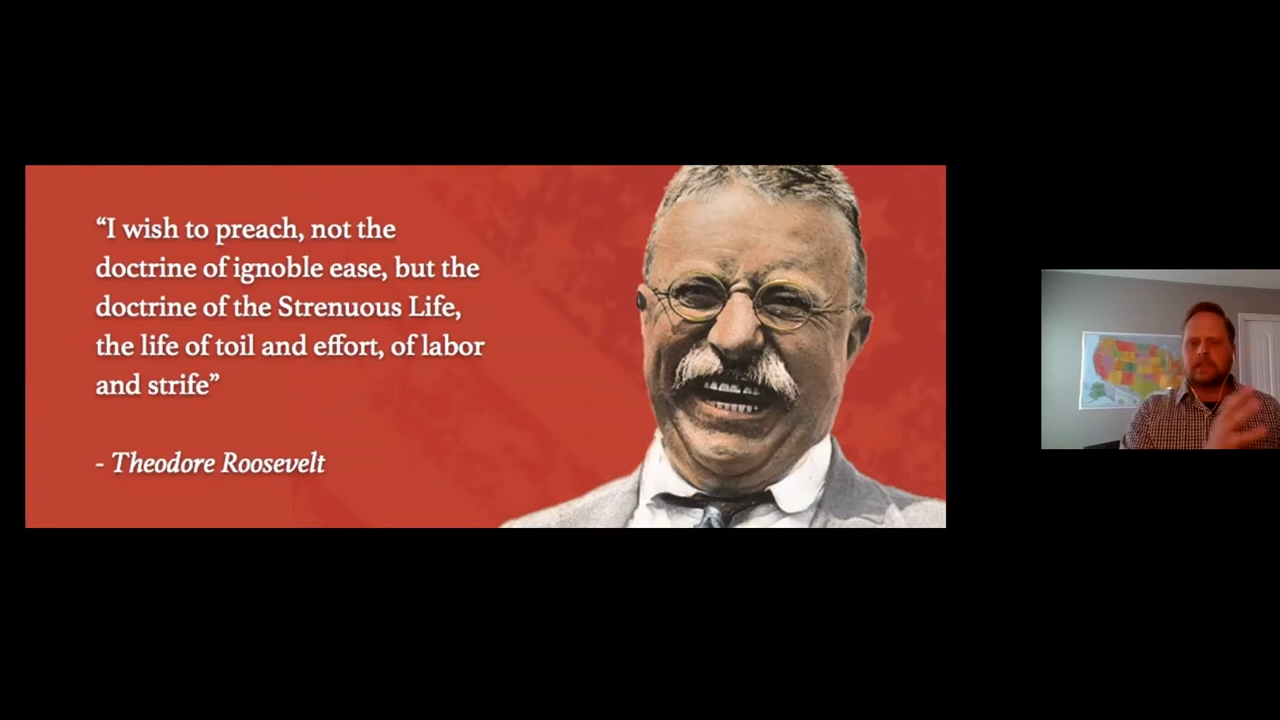 “I wish to preach, not the
doctrine of ignoble ease, but the
doctrine of the Strenuous Life,
the life of toil and effort, of labor
and strife”
- Theodore Roosevelt